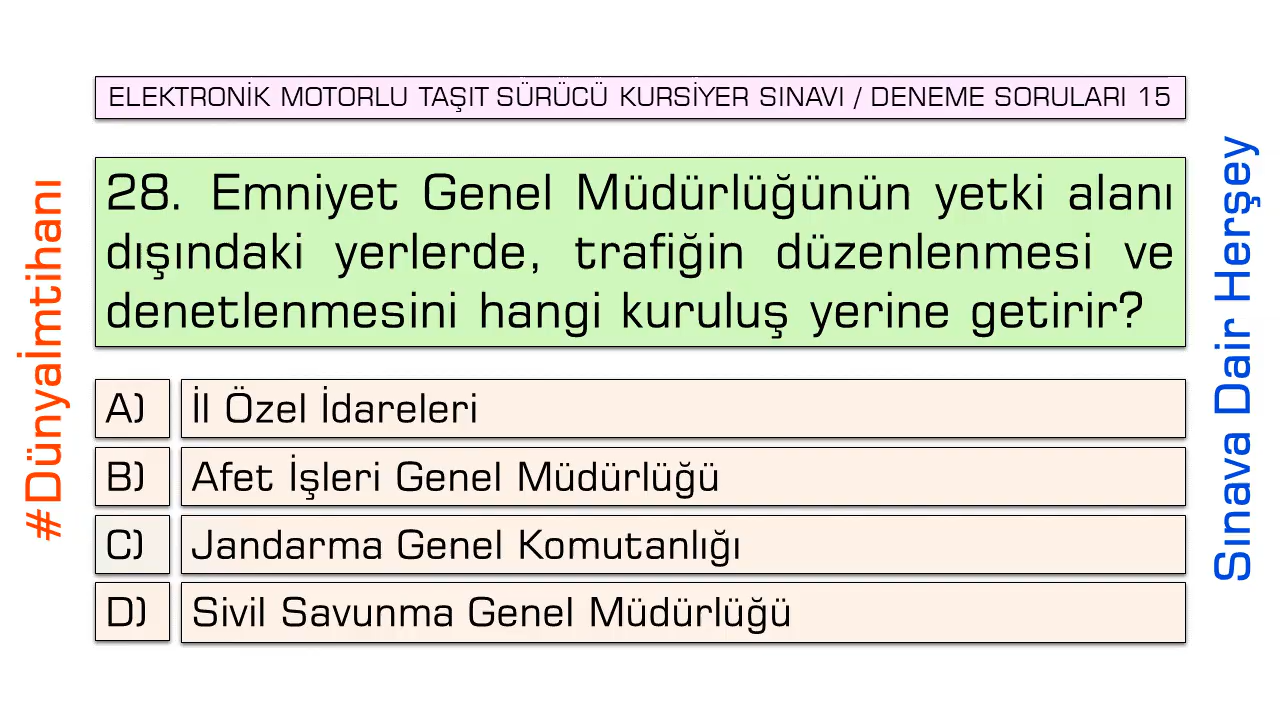 ELEKTRONİK MOTORLU TAŞIT SÜRÜCÜ KURSİYER SINAVI / DENEME SORULARI 15
#Dünyaİmtihanı
28. Emniyet Genel Müdürlüğünün yetki alanı
dışındaki yerlerde, trafiğin düzenlenmesi ve
denetlenmesini hangi kuruluş yerine getirir?
A) İl Özel İdareleri
B) Afet İşleri Genel Müdürlüğü
C) Jandarma Genel Komutanlığı
D) Sivil Savunma Genel Müdürlüğü
Sınava Dair Herşey